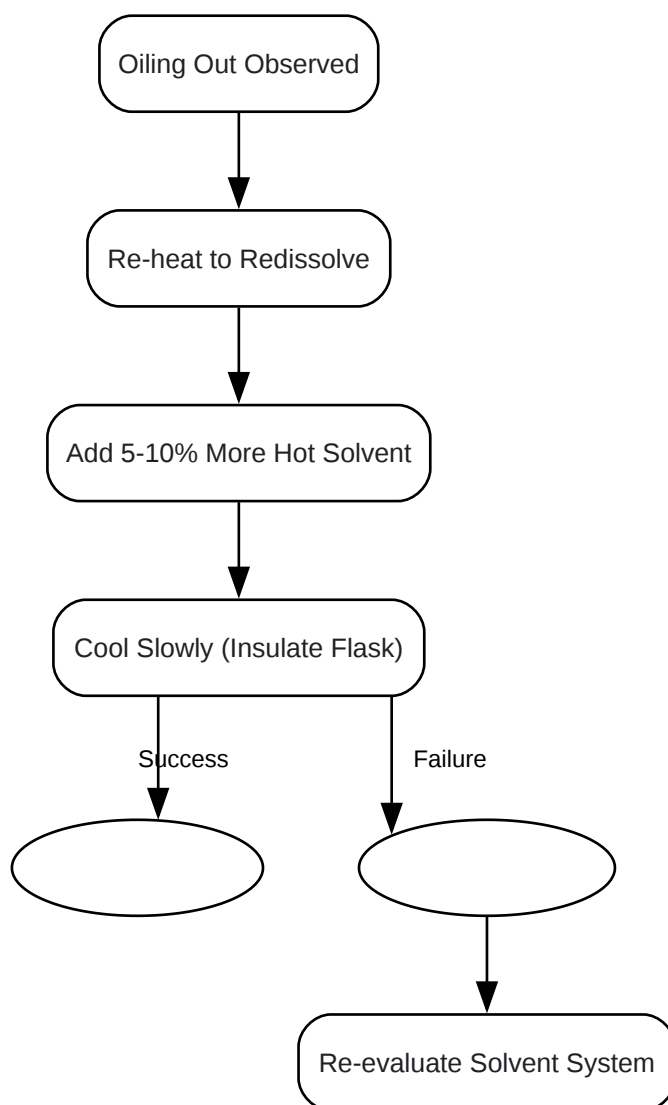 Oiling Out Observed
Re-heat to Redissolve
Add 5-10% More Hot Solvent
Cool Slowly (Insulate Flask)
Success
Failure
Re-evaluate Solvent System